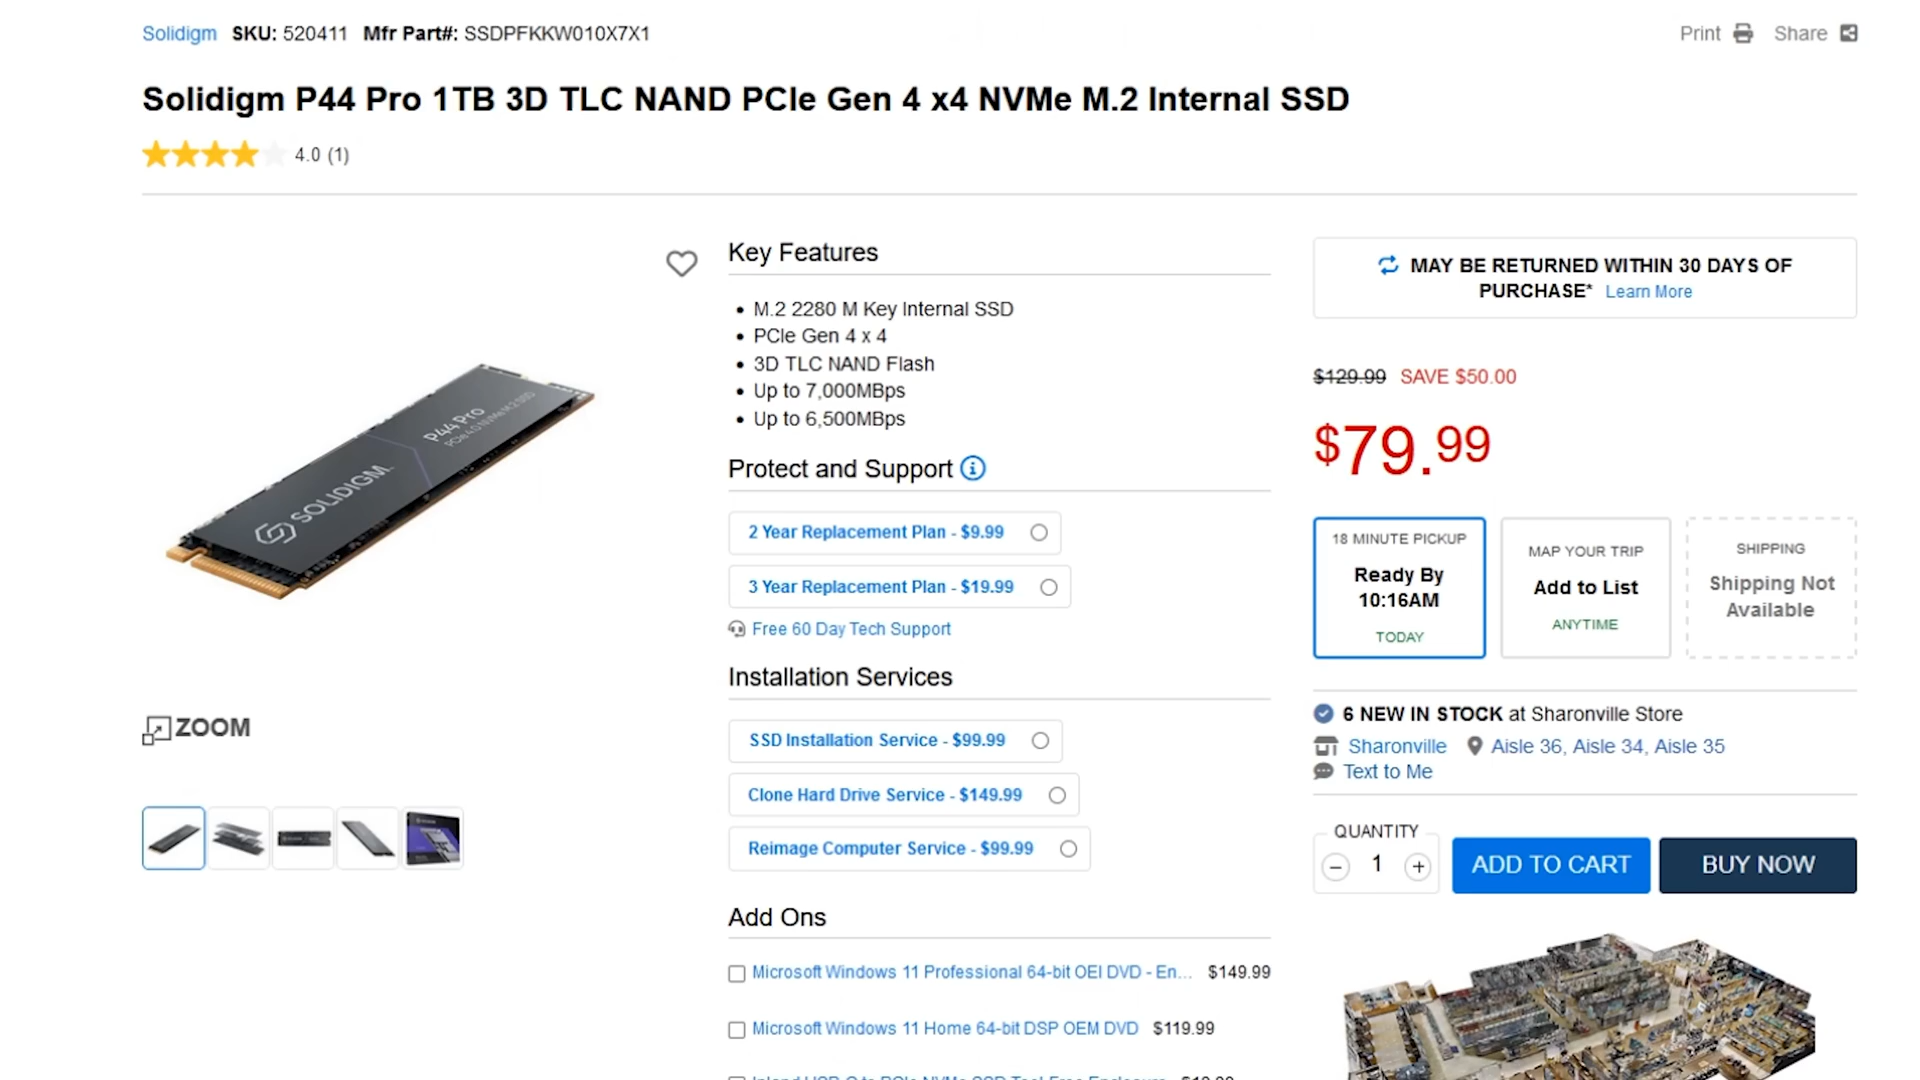 Solidigm SKU: 520411 Mfr Part#: SSDPFKKW010X7X1
Print Share
Solidigm P44 Pro 1TB 3D TLC NAND PCIe Gen 4 x4 NVMe M.2 Internal SSD
4.0 (1)
SOLIDIGM
P44 Pro
PCIe 4.0 NVMe M.2 SSD
ZOOM
Key Features
M.2 2280 M Key Internal SSD
PCIe Gen 4 x 4
3D TLC NAND Flash
Up to 7,000MBps
Up to 6,500MBps
Protect and Support
2 Year Replacement Plan - $9.99
3 Year Replacement Plan - $19.99
Free 60 Day Tech Support
Installation Services
SSD Installation Service - $99.99
Clone Hard Drive Service - $149.99
Reimage Computer Service - $99.99
Add Ons
Microsoft Windows 11 Professional 64-bit OEI DVD - En... $149.99
Microsoft Windows 11 Home 64-bit DSP OEM DVD $119.99
MAY BE RETURNED WITHIN 30 DAYS OF
PURCHASE* Learn More
$129.99 SAVE $50.00
$79.99
18 MINUTE PICKUP
Ready By
10:16AM
TODAY
MAP YOUR TRIP
Add to List
ANYTIME
SHIPPING
Shipping Not
Available
6 NEW IN STOCK at Sharonville Store
Sharonville Aisle 36, Aisle 34, Aisle 35
Text to Me
QUANTITY
1
ADD TO CART
BUY NOW